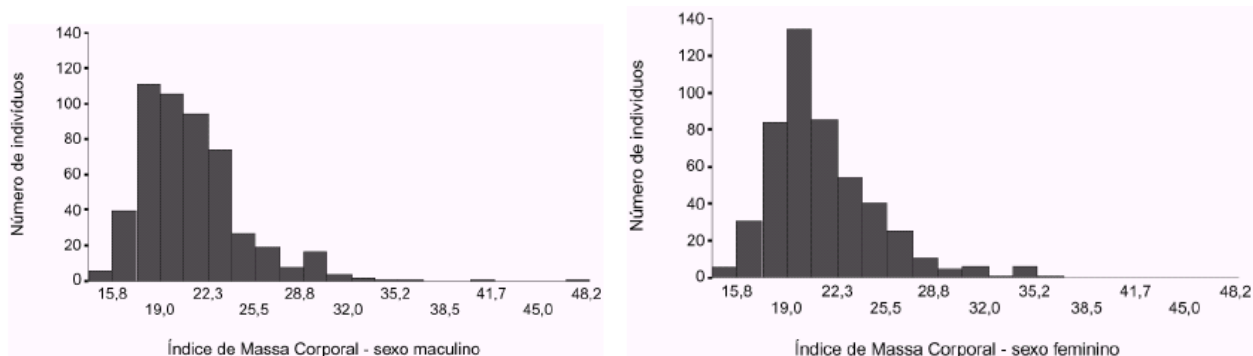 140
120
100
80
60
40
20
0
Número de indivíduos
15,8 22,3 28,8 35,2 41,7 48,2
19,0 25,5 32,0 38,5 45,0
Índice de Massa Corporal - sexo maculino
140
120
100
80
60
40
20
0
Número de indivíduos
15,8 22,3 28,8 35,2 41,7 48,2
19,0 25,5 32,0 38,5 45,0
Índice de Massa Corporal - sexo feminino